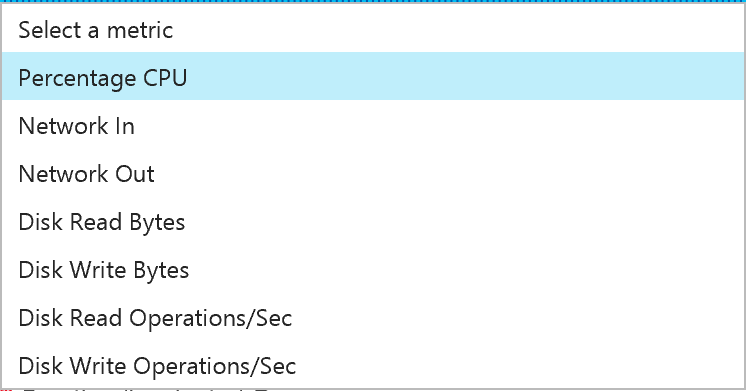 Select a metric
Percentage CPU
Network In
Network Out
Disk Read Bytes
Disk Write Bytes
Disk Read Operations/Sec
Disk Write Operations/Sec